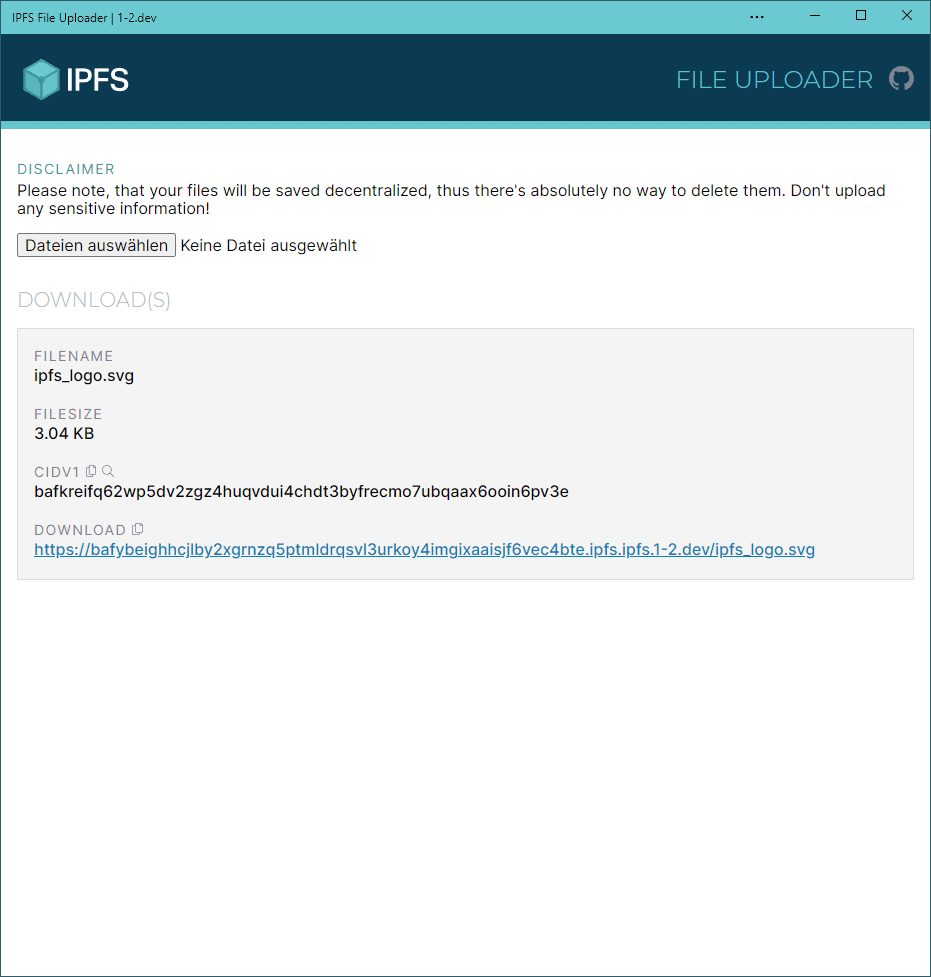 IPFS File Uploader | 1-2.dev
IPFS
FILE UPLOADER
DISCLAIMER
Please note, that your files will be saved decentralized, thus there's absolutely no way to delete them. Don't upload
any sensitive information!
Dateien auswählen Keine Datei ausgewählt
DOWNLOAD(S)
FILENAME
ipfs_logo.svg
FILESIZE
3.04 KB
CIDV1
bafkreifq62wp5dv2zgz4huqvdui4chdt3byfrecmo7ubqaax6ooin6pv3e
DOWNLOAD
https://bafybeighhcjlby2xgrnzq5ptmldrqsvl3urkoy4imgixaaisjf6vec4bte.ipfs.ipfs.1-2.dev/ipfs_logo.svg